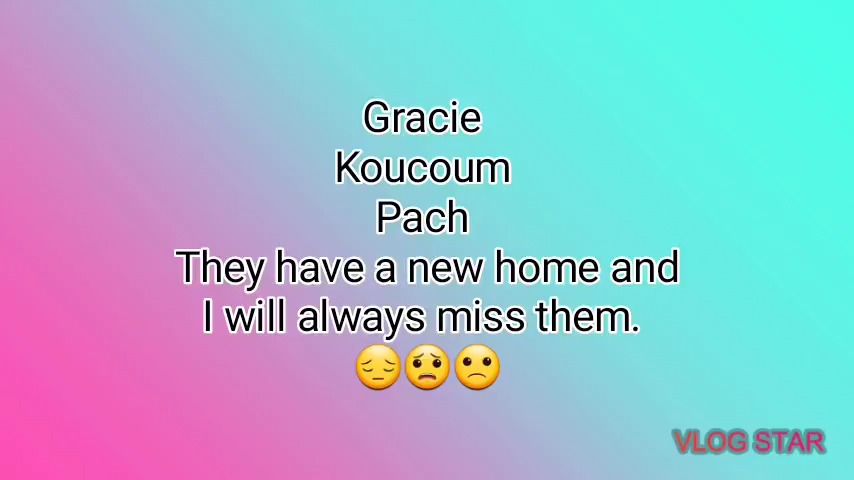 Gracie
Koucoum
Pach
They have a new home and
I will always miss them.
😔😟🙁
VLOG STAR